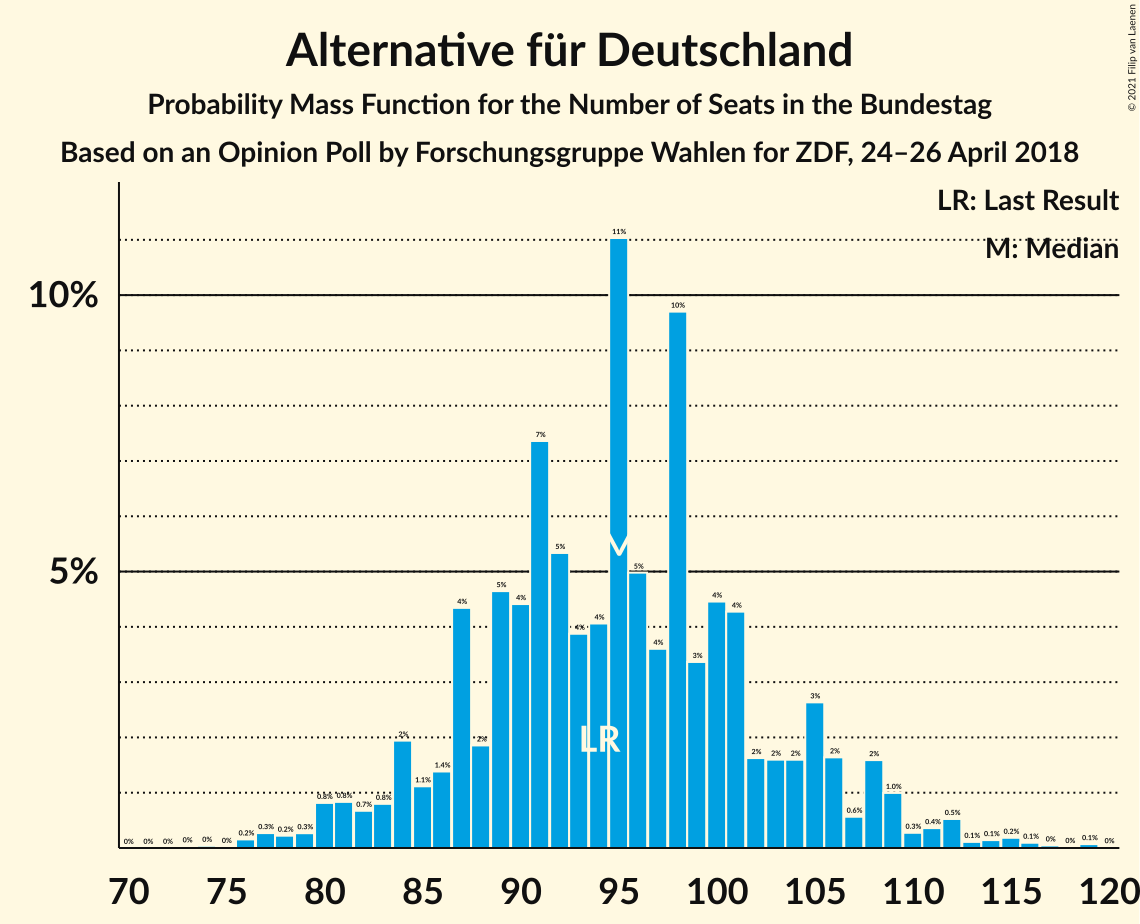 Alternative für Deutschland
Probability Mass Function for the Number of Seats in the Bundestag
Based on an Opinion Poll by Forschungsgruppe Wahlen for ZDF, 24–26 April 2018
© 2021 Filip van Laenen
LR: Last Result
M: Median
10%
5%
0% 0% 0% 0% 0% 0% 0.2% 0.3% 0.2% 0.3% 0.8% 0.8% 0.7% 0.8% 2% 1.1% 1.4% 4% 2% 5% 4% 7% 5% 4% 4% 11% 5% 4% 10% 3% 4% 4% 2% 2% 2% 3% 2% 0.6% 2% 1.0% 0.3% 0.4% 0.5% 0.1% 0.1% 0.2% 0.1% 0% 0% 0.1% 0%
M
LR
70 75 80 85 90 95 100 105 110 115 120